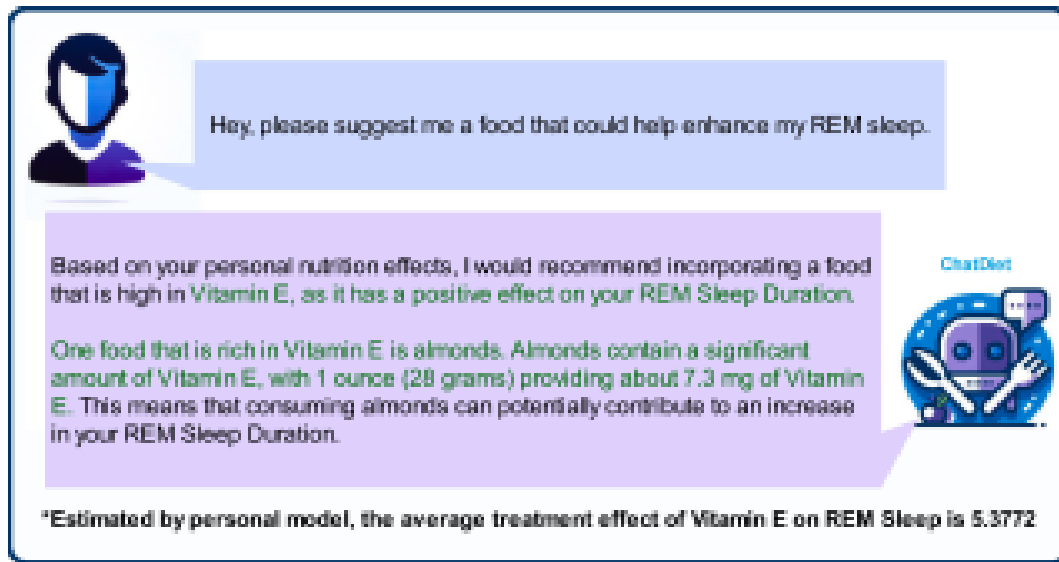 Hey, please suggest me a food that could help enhance my REM sleep.
Based on your personal nutrition effects, I would recommend incorporating a food
that is high in Vitamin E, as it has a positive effect on your REM Sleep Duration.
ChatDiet
One food that is rich in Vitamin E is almonds. Almonds contain a significant
amount of Vitamin E, with 1 ounce (28 grams) providing about 7.3 mg of Vitamin
E. This means that consuming almonds can potentially contribute to an increase
in your REM Sleep Duration.
*Estimated by personal model, the average treatment effect of Vitamin E on REM Sleep is 5.3772